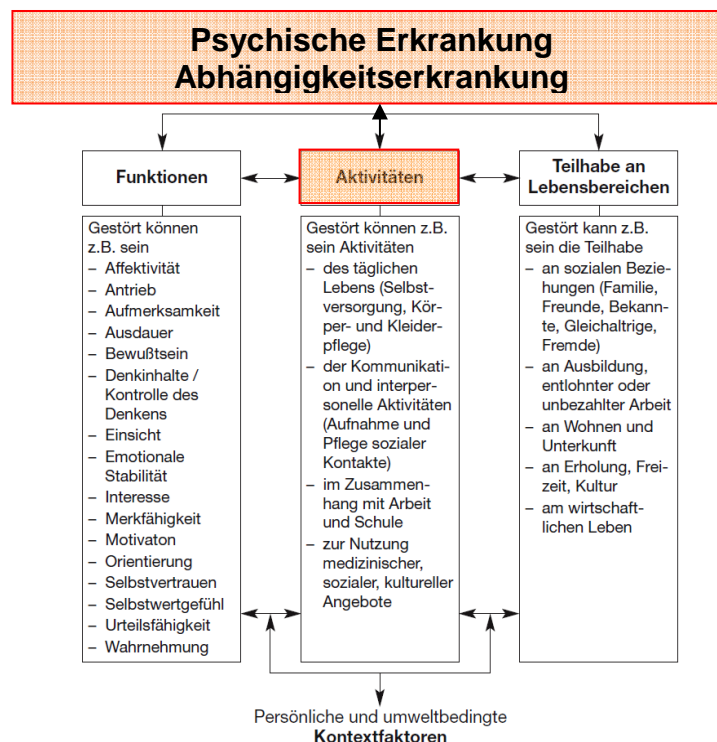 Psychische Erkrankung
Abhängigkeitserkrankung
Funktionen
Gestört können
z.B. sein
– Affektivität
– Antrieb
– Aufmerksamkeit
– Ausdauer
– Bewußtsein
– Denkinhalte /
Kontrolle des
Denkens
– Einsicht
– Emotionale
Stabilität
– Interesse
– Merkfähigkeit
– Motivaton
– Orientierung
– Selbstvertrauen
– Selbstwertgefühl
– Urteilsfähigkeit
– Wahrnehmung
Aktivitäten
Gestört können z.B.
sein Aktivitäten
– des täglichen
Lebens (Selbst-
versorgung, Kör-
per- und Kleider-
pflege)
– der Kommunikati-
on und interper-
sonelle Aktivitäten
(Aufnahme und
Pflege sozialer
Kontakte)
– im Zusammen-
hang mit Arbeit
und Schule
– zur Nutzung
medizinischer,
sozialer, kultureller
Angebote
Teilhabe an
Lebensbereichen
Gestört kann z.B.
sein die Teilhabe
– an sozialen Bezie-
hungen (Familie,
Freunde, Bekann-
te, Gleichaltrige,
Fremde)
– an Ausbildung,
entlohnter oder
unbezahlter Arbeit
– an Wohnen und
Unterkunft
– an Erholung, Frei-
zeit, Kultur
– am wirtschaft-
lichen Leben
Persönliche und umweltbedingte
Kontextfaktoren